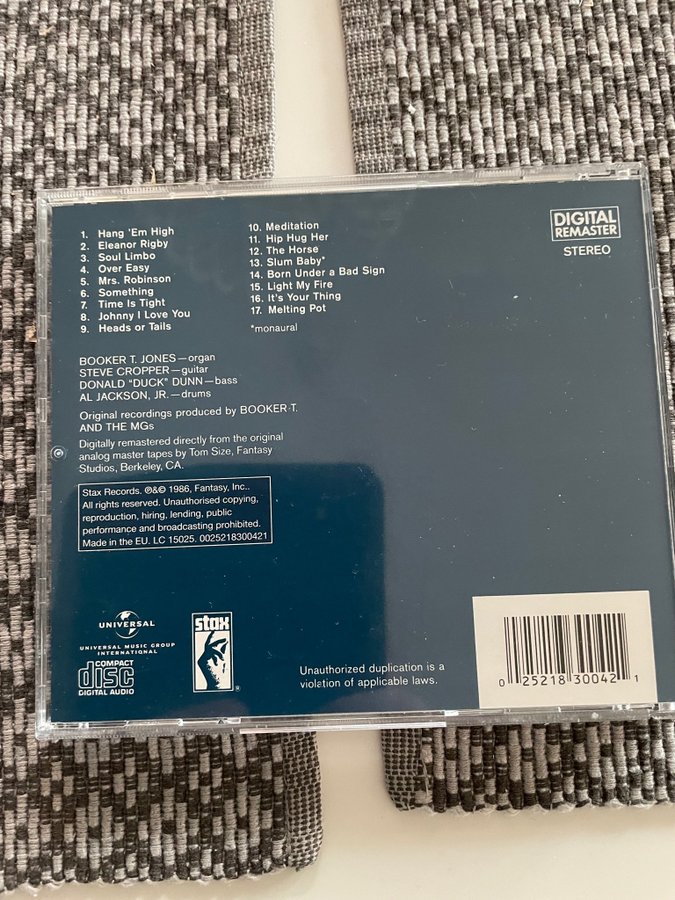 1. Hang 'Em High
2. Eleanor Rigby
3. Soul Limbo
4. Over Easy
5. Mrs. Robinson
6. Something
7. Time Is Tight
8. Johnny I Love You
9. Heads or Tails
10. Meditation
11. Hip Hug Her
12. The Horse
13. Slum Baby*
14. Born Under a Bad Sign
15. Light My Fire
16. It's Your Thing
17. Melting Pot
*monaural
DIGITAL
REMASTER
STEREO
BOOKER T. JONES—organ
STEVE CROPPER—guitar
DONALD "DUCK" DUNN—bass
AL JACKSON, JR.—drums
Original recordings produced by BOOKER T.
AND THE MGs
Digitally remastered directly from the original
analog master tapes by Tom Size, Fantasy
Studios, Berkeley, CA.
Stax Records. ℗&© 1986, Fantasy, Inc..
All rights reserved. Unauthorised copying,
reproduction, hiring, lending, public
performance and broadcasting prohibited.
Made in the EU. LC 15025. 0025218300421
UNIVERSAL
UNIVERSAL MUSIC GROUP
INTERNATIONAL
COMPACT
disc
DIGITAL AUDIO
stax
®
Unauthorized duplication is a
violation of applicable laws.
0 25218 30042 1